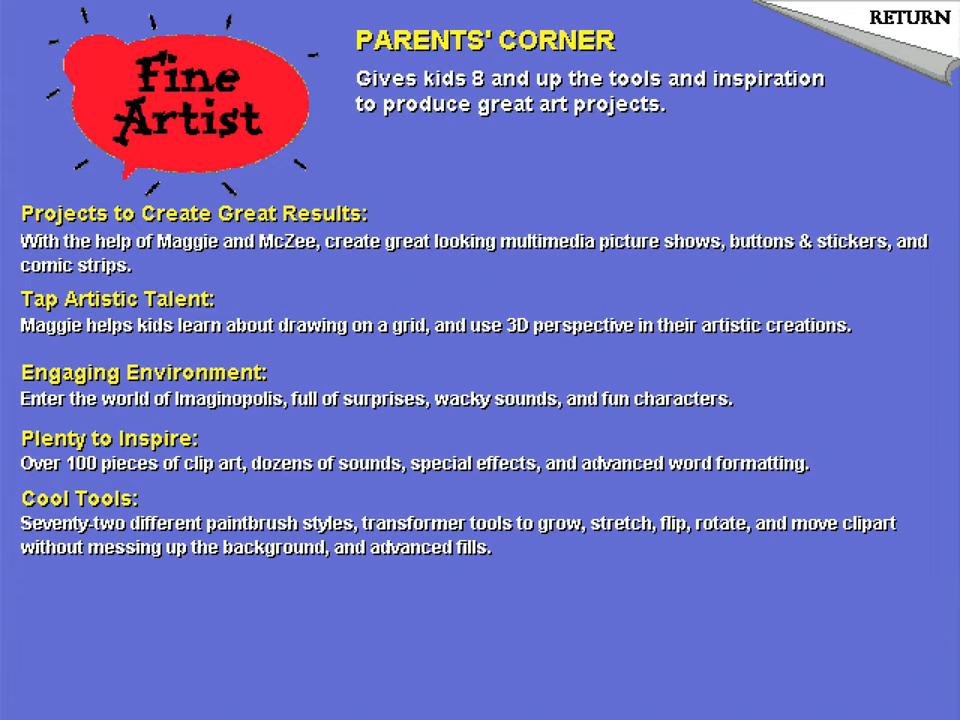 RETURN
Fine
Artist
PARENTS' CORNER
Gives kids 8 and up the tools and inspiration
to produce great art projects.
Projects to Create Great Results:
With the help of Maggie and McZee, create great looking multimedia picture shows, buttons & stickers, and
comic strips.
Tap Artistic Talent:
Maggie helps kids learn about drawing on a grid, and use 3D perspective in their artistic creations.
Engaging Environment:
Enter the world of Imaginopolis, full of surprises, wacky sounds, and fun characters.
Plenty to Inspire:
Over 100 pieces of clip art, dozens of sounds, special effects, and advanced word formatting.
Cool Tools:
Seventy-two different paintbrush styles, transformer tools to grow, stretch, flip, rotate, and move clipart
without messing up the background, and advanced fills.